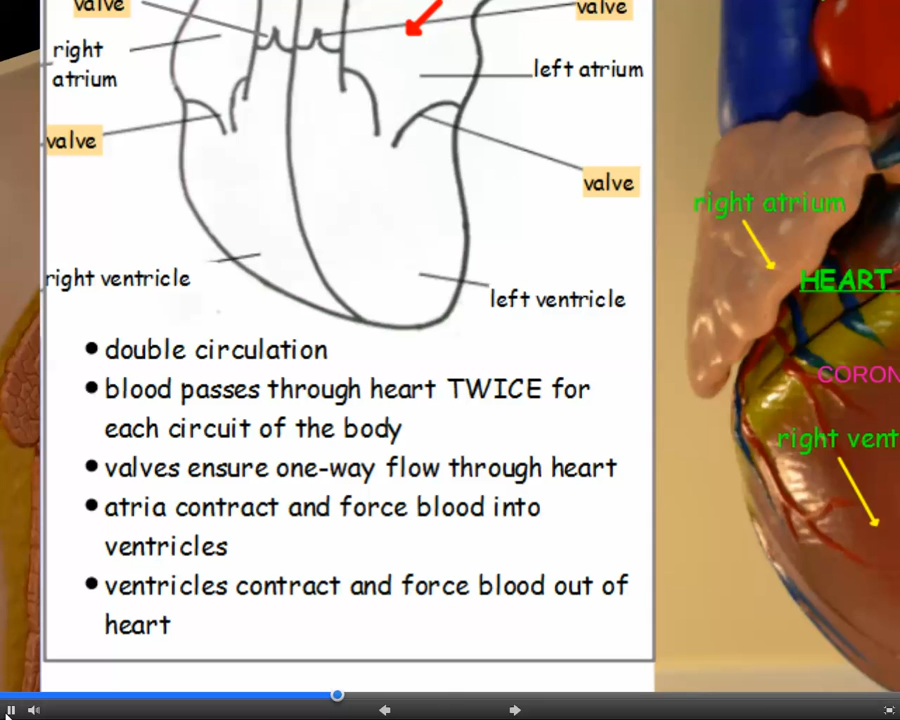 valve
valve
right
atrium
left atrium
valve
valve
right ventricle
left ventricle
• double circulation
• blood passes through heart TWICE for
each circuit of the body
• valves ensure one-way flow through heart
• atria contract and force blood into
ventricles
• ventricles contract and force blood out of
heart
right atrium
HEART
CORON
right vent